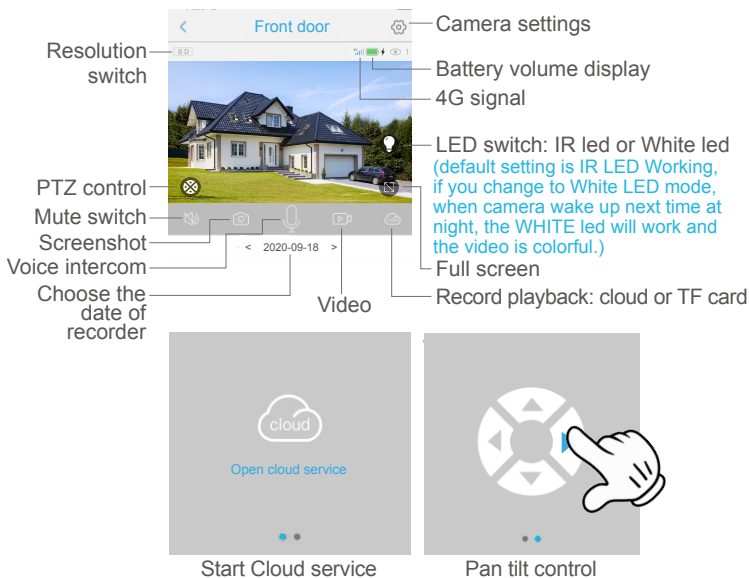 Front door
Camera settings
Resolution
switch
SD
4G
1
Battery volume display
4G signal
LED switch: IR led or White led
(default setting is IR LED Working,
if you change to White LED mode,
when camera wake up next time at
night, the WHITE led will work and
the video is colorful.)
PTZ control
Mute switch
Screenshot
Voice intercom
< 2020-09-18 >
Full screen
Choose the
date of
recorder
Video
Record playback: cloud or TF card
cloud
Open cloud service
Start Cloud service
Pan tilt control